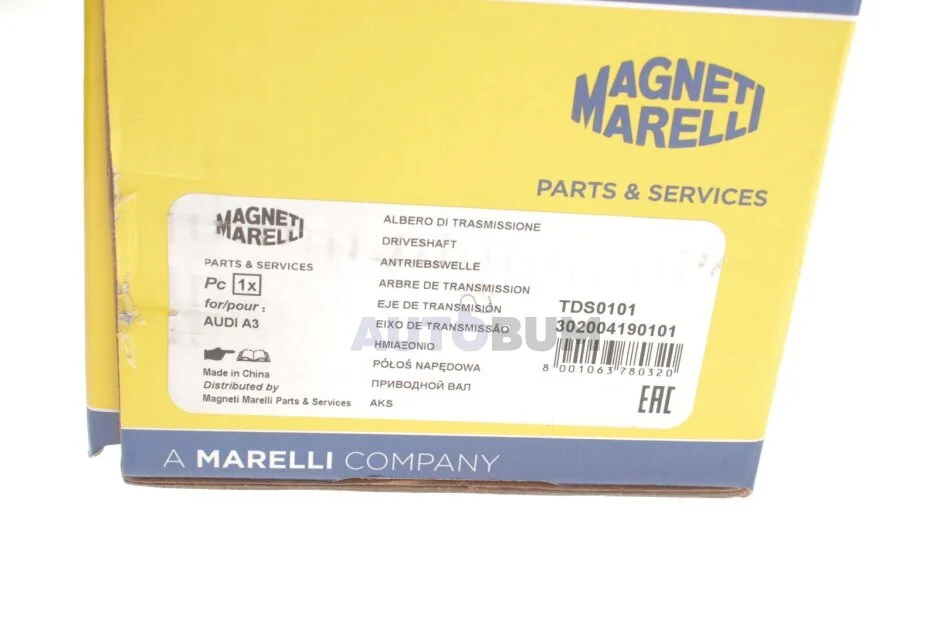 MAGNETI
MARELLI
PARTS & SERVICES
MAGNETI
MARELLI
PARTS & SERVICES
Pc 1x
for/pour :
AUDI A3
Made in China
Distributed by
Magneti Marelli Parts & Services
ALBERO DI TRASMISSIONE
DRIVESHAFT
ANTRIEBSWELLE
ARBRE DE TRANSMISSION
EJE DE TRANSMISIÓN
EIXO DE TRANSMISSÃO
ΗΜΙΑΞΟΝΙΟ
PÓŁOŚ NAPĘDOWA
ПРИВОДНОЙ ВАЛ
AKS
TDS0101
302004190101
8 001063 780320
EAC
AUTOBUM
A MARELLI COMPANY